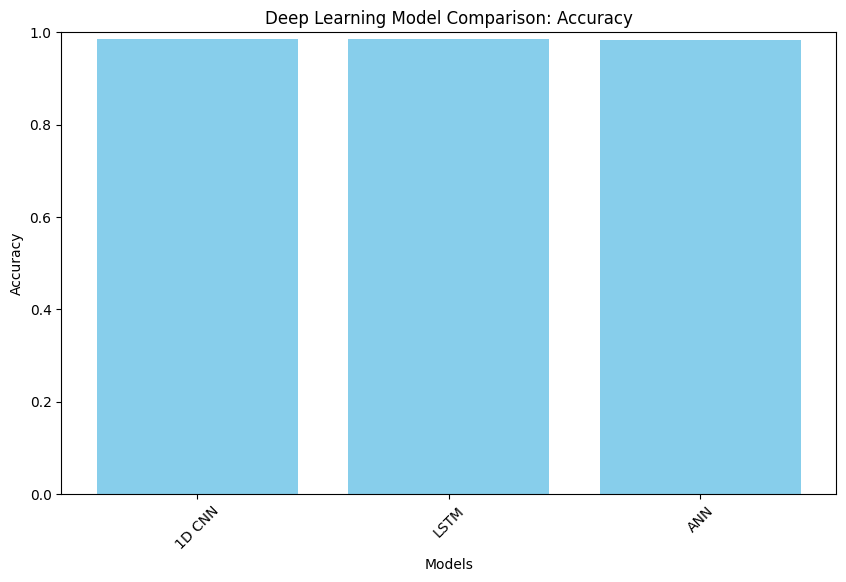 Deep Learning Model Comparison: Accuracy
1.0
0.8
0.6
0.4
0.2
0.0
Accuracy
1D CNN
LSTM
ANN
Models